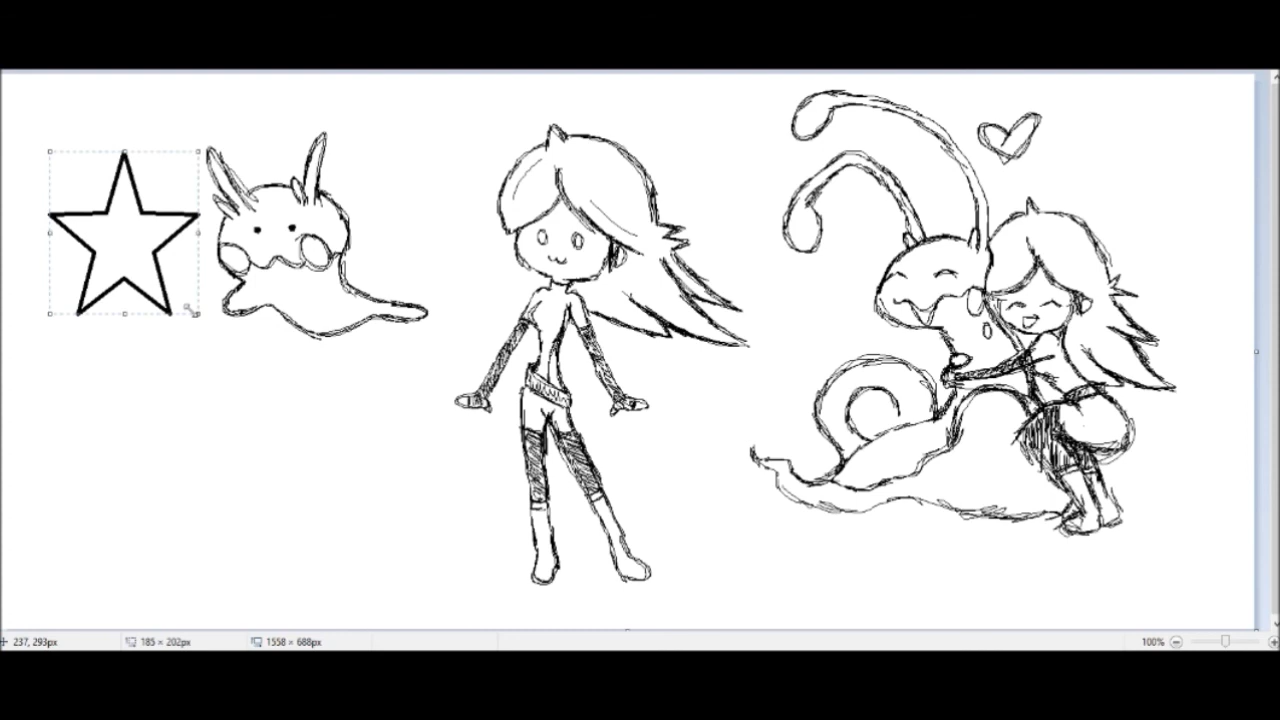 237, 293px
185 × 202px
1558 × 688px
100%